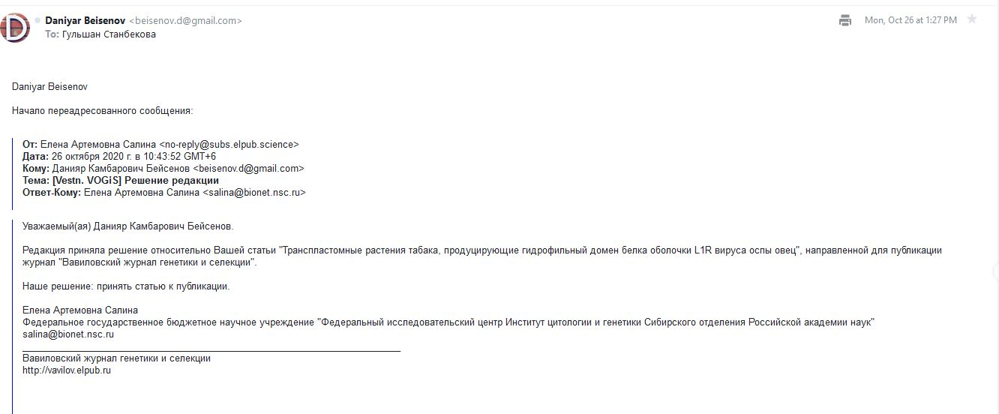 D
Daniyar Beisenov <beisenov.d@gmail.com>
Mon, Oct 26 at 1:27 PM
To: Гульшан Станбекова
Daniyar Beisenov
Начало переадресованного сообщения:
От: Елена Артемовна Салина <no-reply@subs.elpub.science>
Дата: 26 октября 2020 г. в 10:43:52 GMT+6
Кому: Данияр Камбарович Бейсенов <beisenov.d@gmail.com>
Тема: [Vestn. VOGiS] Решение редакции
Ответ-Кому: Елена Артемовна Салина <salina@bionet.nsc.ru>
Уважаемый(ая) Данияр Камбарович Бейсенов.
Редакция приняла решение относительно Вашей статьи "Транспластомные растения табака, продуцирующие гидрофильный домен белка оболочки L1R вируса оспы овец", направленной для публикации
журнал "Вавиловский журнал генетики и селекции".
Наше решение: принять статью к публикации.
Елена Артемовна Салина
Федеральное государственное бюджетное научное учреждение "Федеральный исследовательский центр Институт цитологии и генетики Сибирского отделения Российской академии наук"
salina@bionet.nsc.ru
Вавиловский журнал генетики и селекции
http://vavilov.elpub.ru